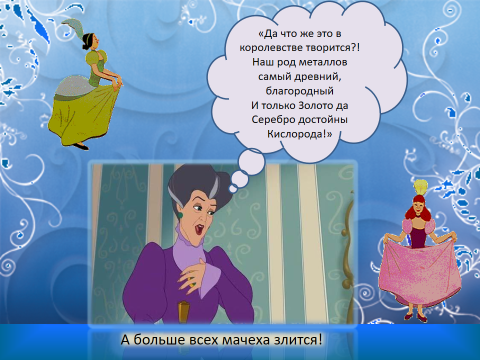 «Да что же это в
королевстве творится?!
Наш род металлов
самый древний,
благородный
И только Золото да
Серебро достойны
Кислорода!»
А больше всех мачеха злится!